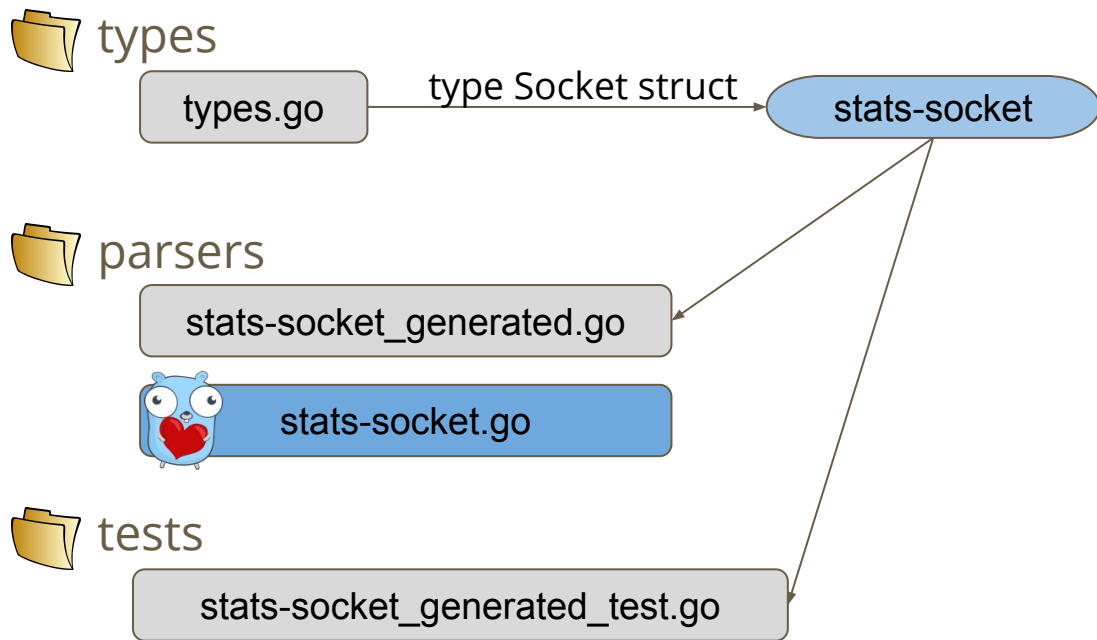 types
types.go
type Socket struct
stats-socket
parsers
stats-socket_generated.go
stats-socket.go
tests
stats-socket_generated_test.go